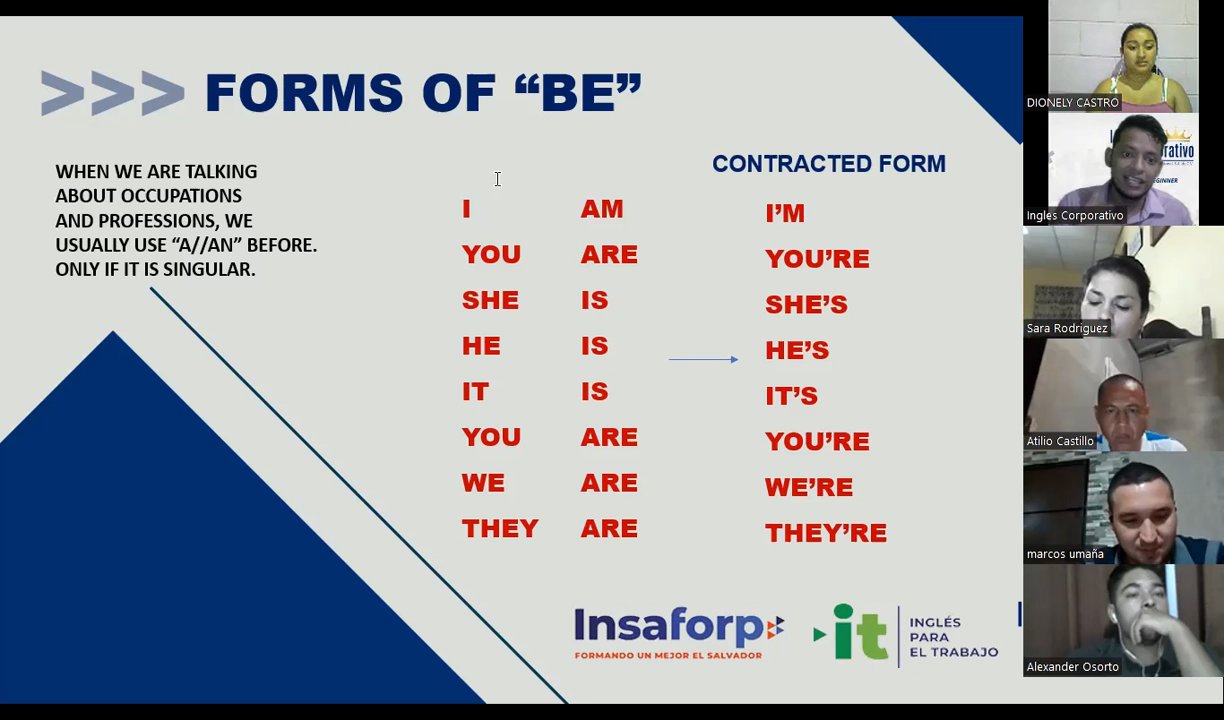 >>> FORMS OF “BE”
WHEN WE ARE TALKING
ABOUT OCCUPATIONS
AND PROFESSIONS, WE
USUALLY USE “A//AN” BEFORE.
ONLY IF IT IS SINGULAR.
CONTRACTED FORM
I AM I’M
YOU ARE YOU’RE
SHE IS SHE’S
HE IS HE’S
IT IS IT’S
YOU ARE YOU’RE
WE ARE WE’RE
THEY ARE THEY’RE
Insaforp
FORMANDO UN MEJOR EL SALVADOR
it
INGLÉS
PARA
EL TRABAJO
DIONELY CASTRO
Inglés Corporativo
Sara Rodriguez
Atilio Castillo
marcos umaña
Alexander Osorto